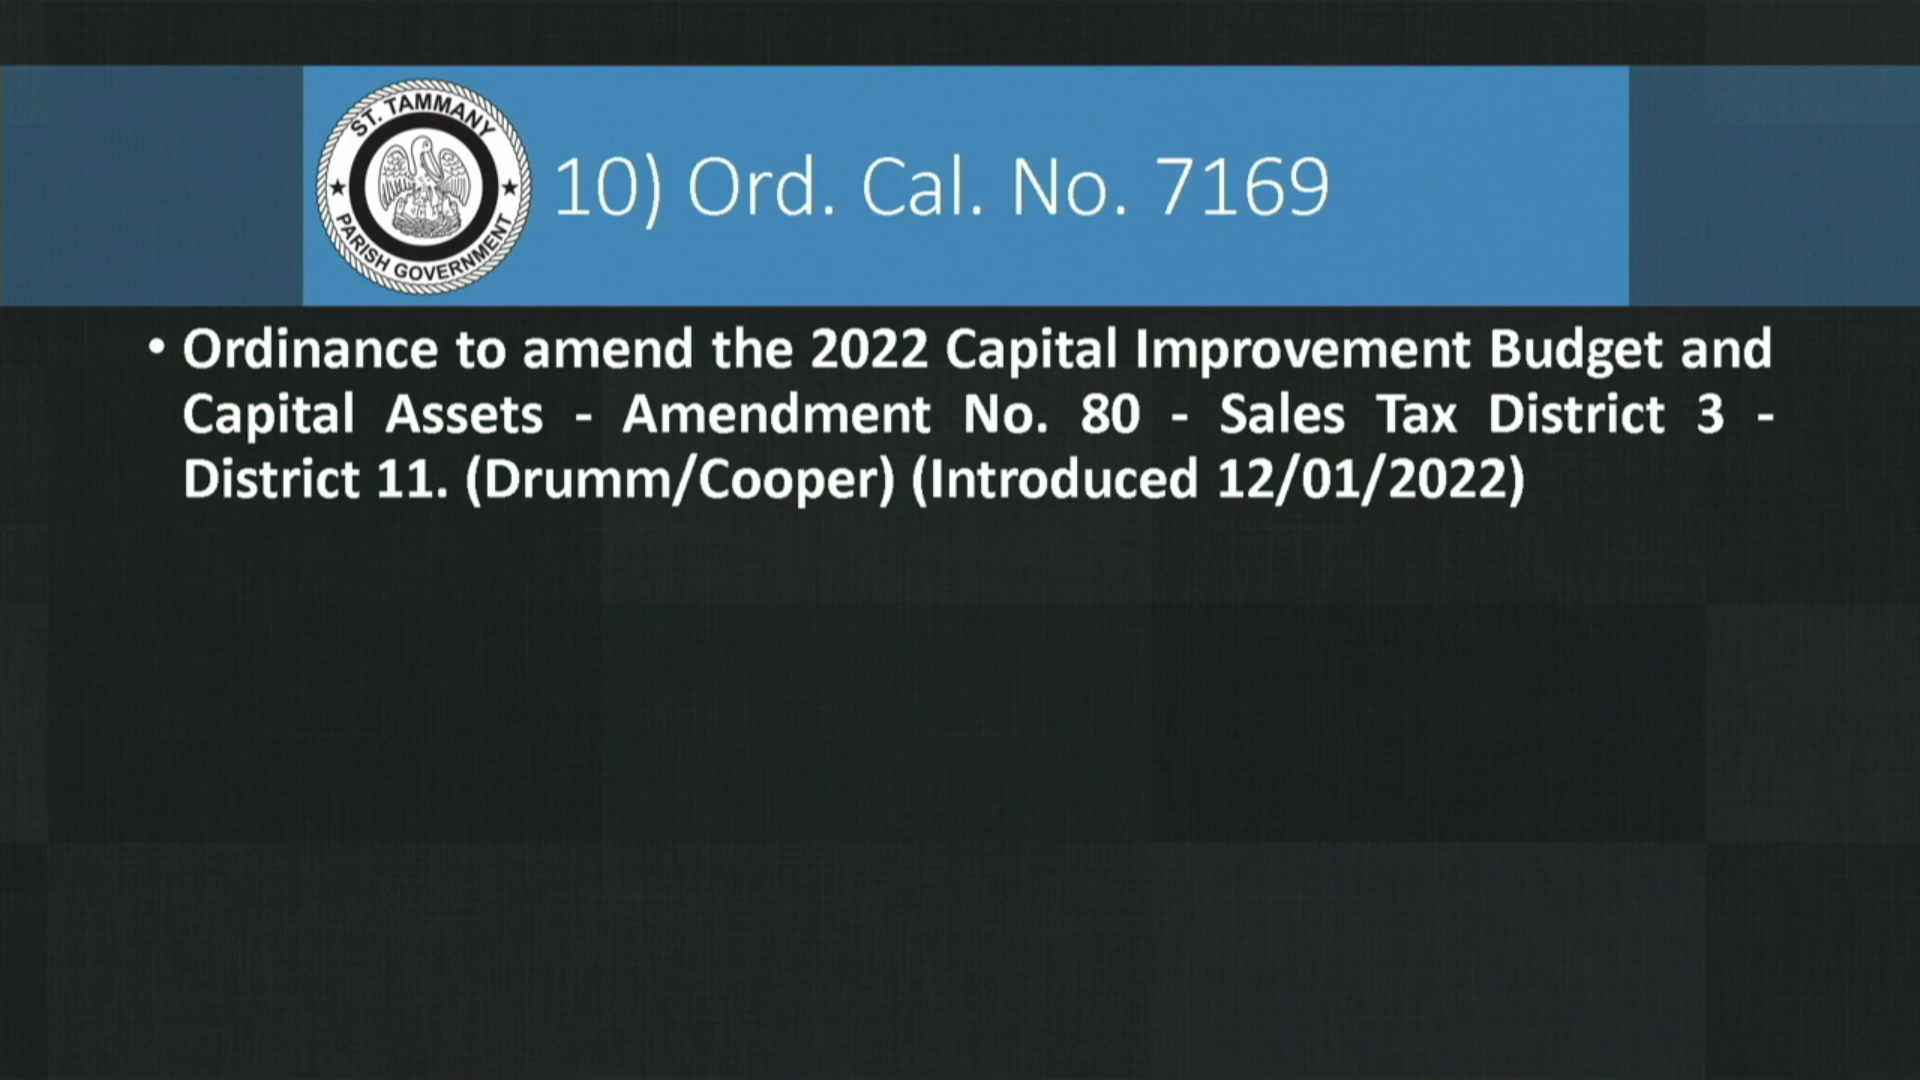 ST. TAMMANY
PARISH GOVERNMENT
10) Ord. Cal. No. 7169
• Ordinance to amend the 2022 Capital Improvement Budget and
Capital Assets - Amendment No. 80 - Sales Tax District 3 -
District 11. (Drumm/Cooper) (Introduced 12/01/2022)